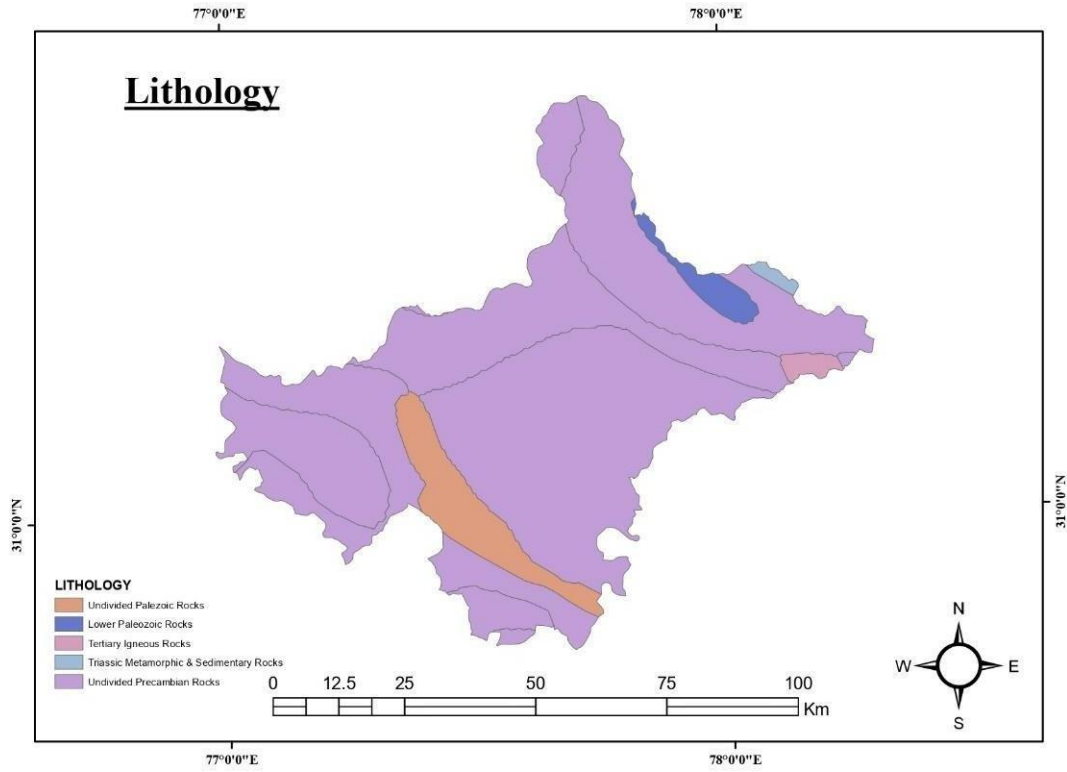 77°0'0"E
78°0'0"E
Lithology
31°0'0"N
31°0'0"N
LITHOLOGY
Undivided Palezoic Rocks
Lower Paleozoic Rocks
Tertiary Igneous Rocks
Triassic Metamorphic & Sedimentary Rocks
Undivided Precambian Rocks
0 12.5 25 50 75 100
Km
N
W E
S
77°0'0"E
78°0'0"E